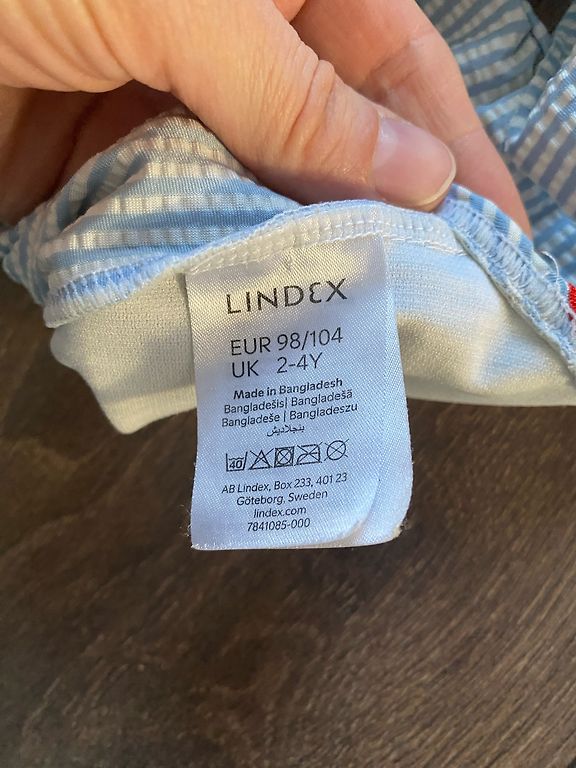 LINDEX
EUR 98/104
UK 2-4Y
Made in Bangladesh
Bangladešis| Bangladešā
Bangladeše | Bangladeszu
بنجلاديش
40
AB Lindex, Box 233, 401 23
Göteborg, Sweden
lindex.com
7841085-000